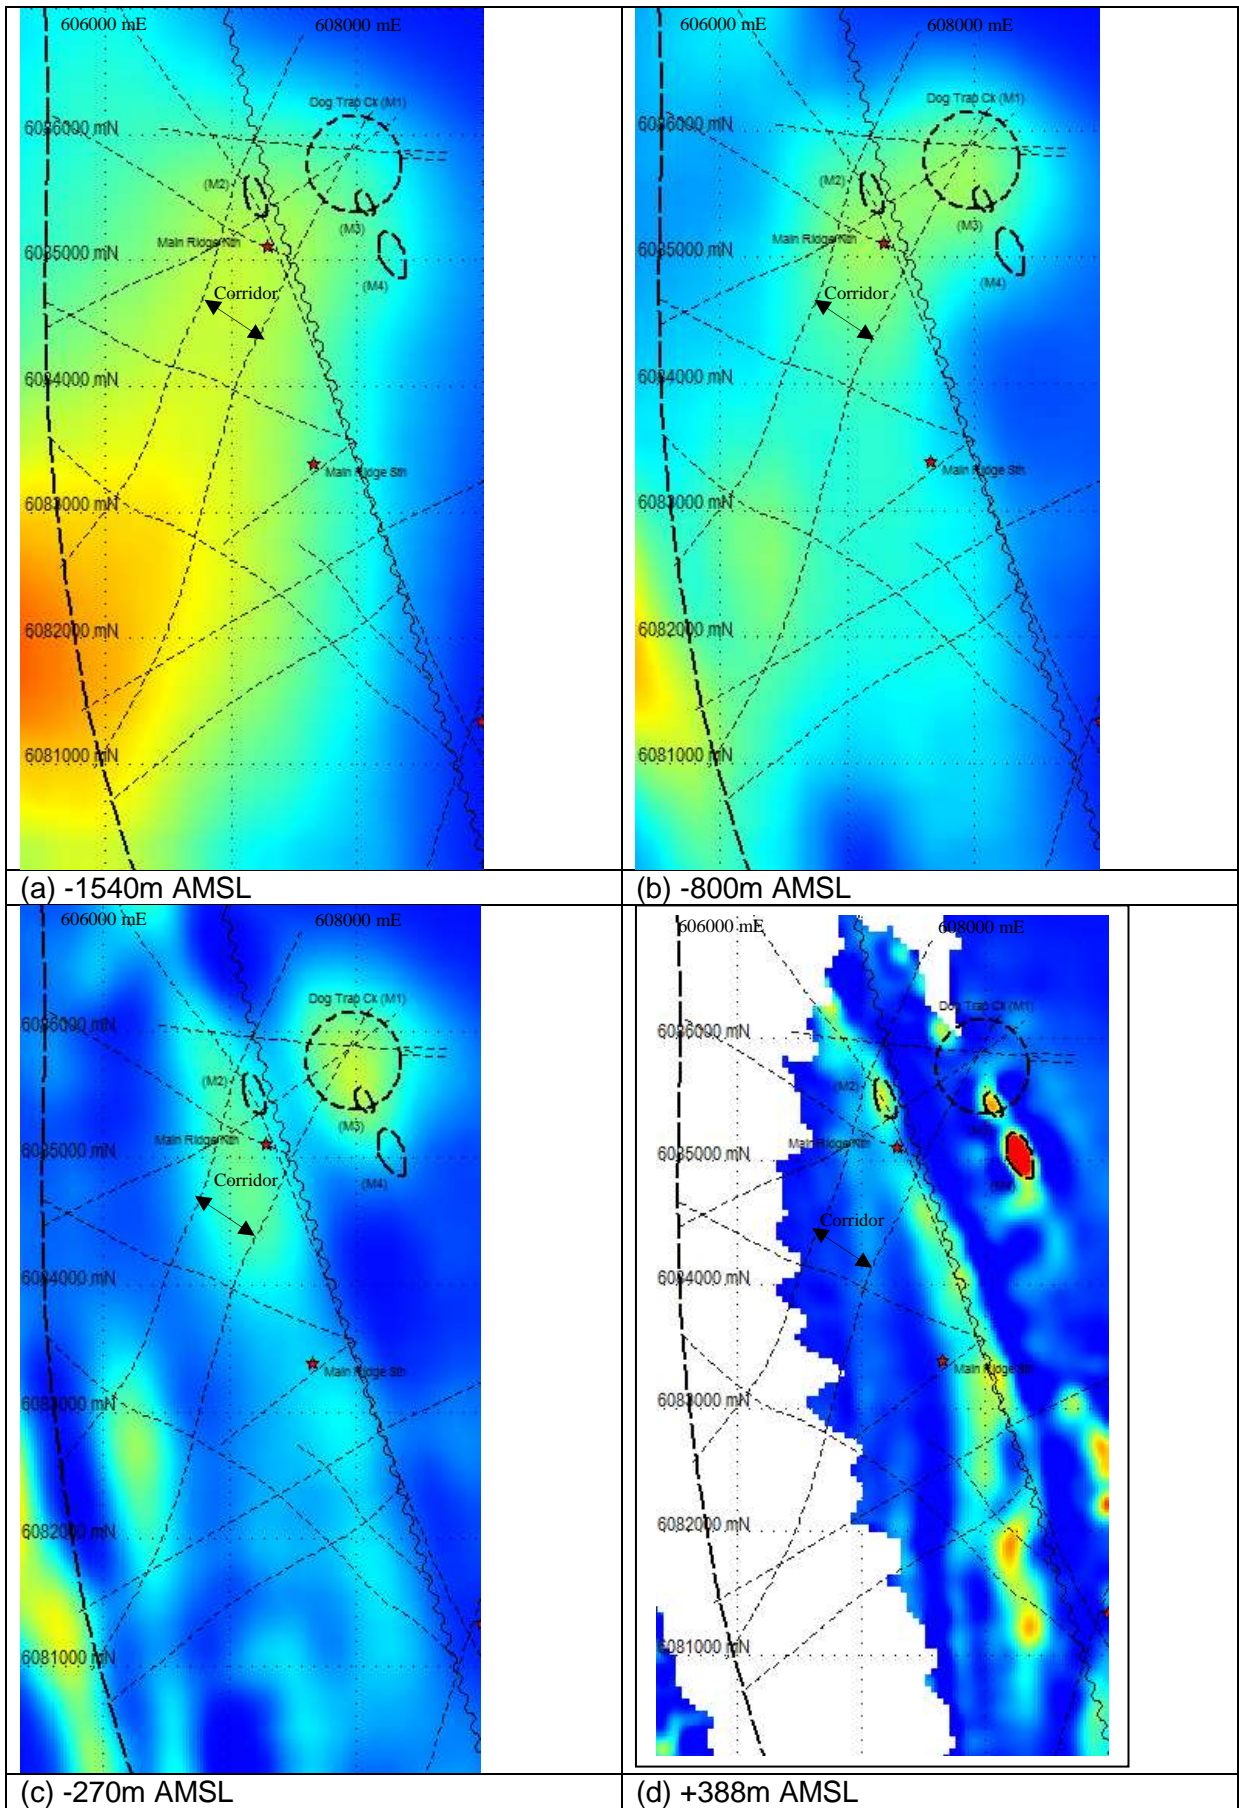 606000 mE 608000 mE
Dog Trap Ck (M1)
6086000 mN
(M2)
(M3)
Main Ridge Nth
6085000 mN
(M4)
Corridor
6084000 mN
Main Ridge Sth
6083000 mN
6082000 mN
6081000 mN
(a) -1540m AMSL
608000 mE
Dog Trap Ck (M1)
6086000 mN
(M2)
(M3)
Main Ridge Nth
6085000 mN
(M4)
Corridor
6084000 mN
Main Ridge Sth
6083000 mN
6082000 mN
6081000 mN
606000 mE
(b) -800m AMSL
606000 mE 608000 mE
Dog Trap Ck (M1)
6086000 mN
(M2)
(M3)
Main Ridge Nth
6085000 mN
(M4)
Corridor
6084000 mN
Main Ridge Sth
6083000 mN
6082000 mN
6081000 mN
(c) -270m AMSL
606000 mE 608000 mE
Dog Trap Ck (M1)
6086000 mN
(M2)
Main Ridge Nth
6085000 mN
Corridor
6084000 mN
Main Ridge Sth
6083000 mN
6082000 mN
6081000 mN
(d) +388m AMSL